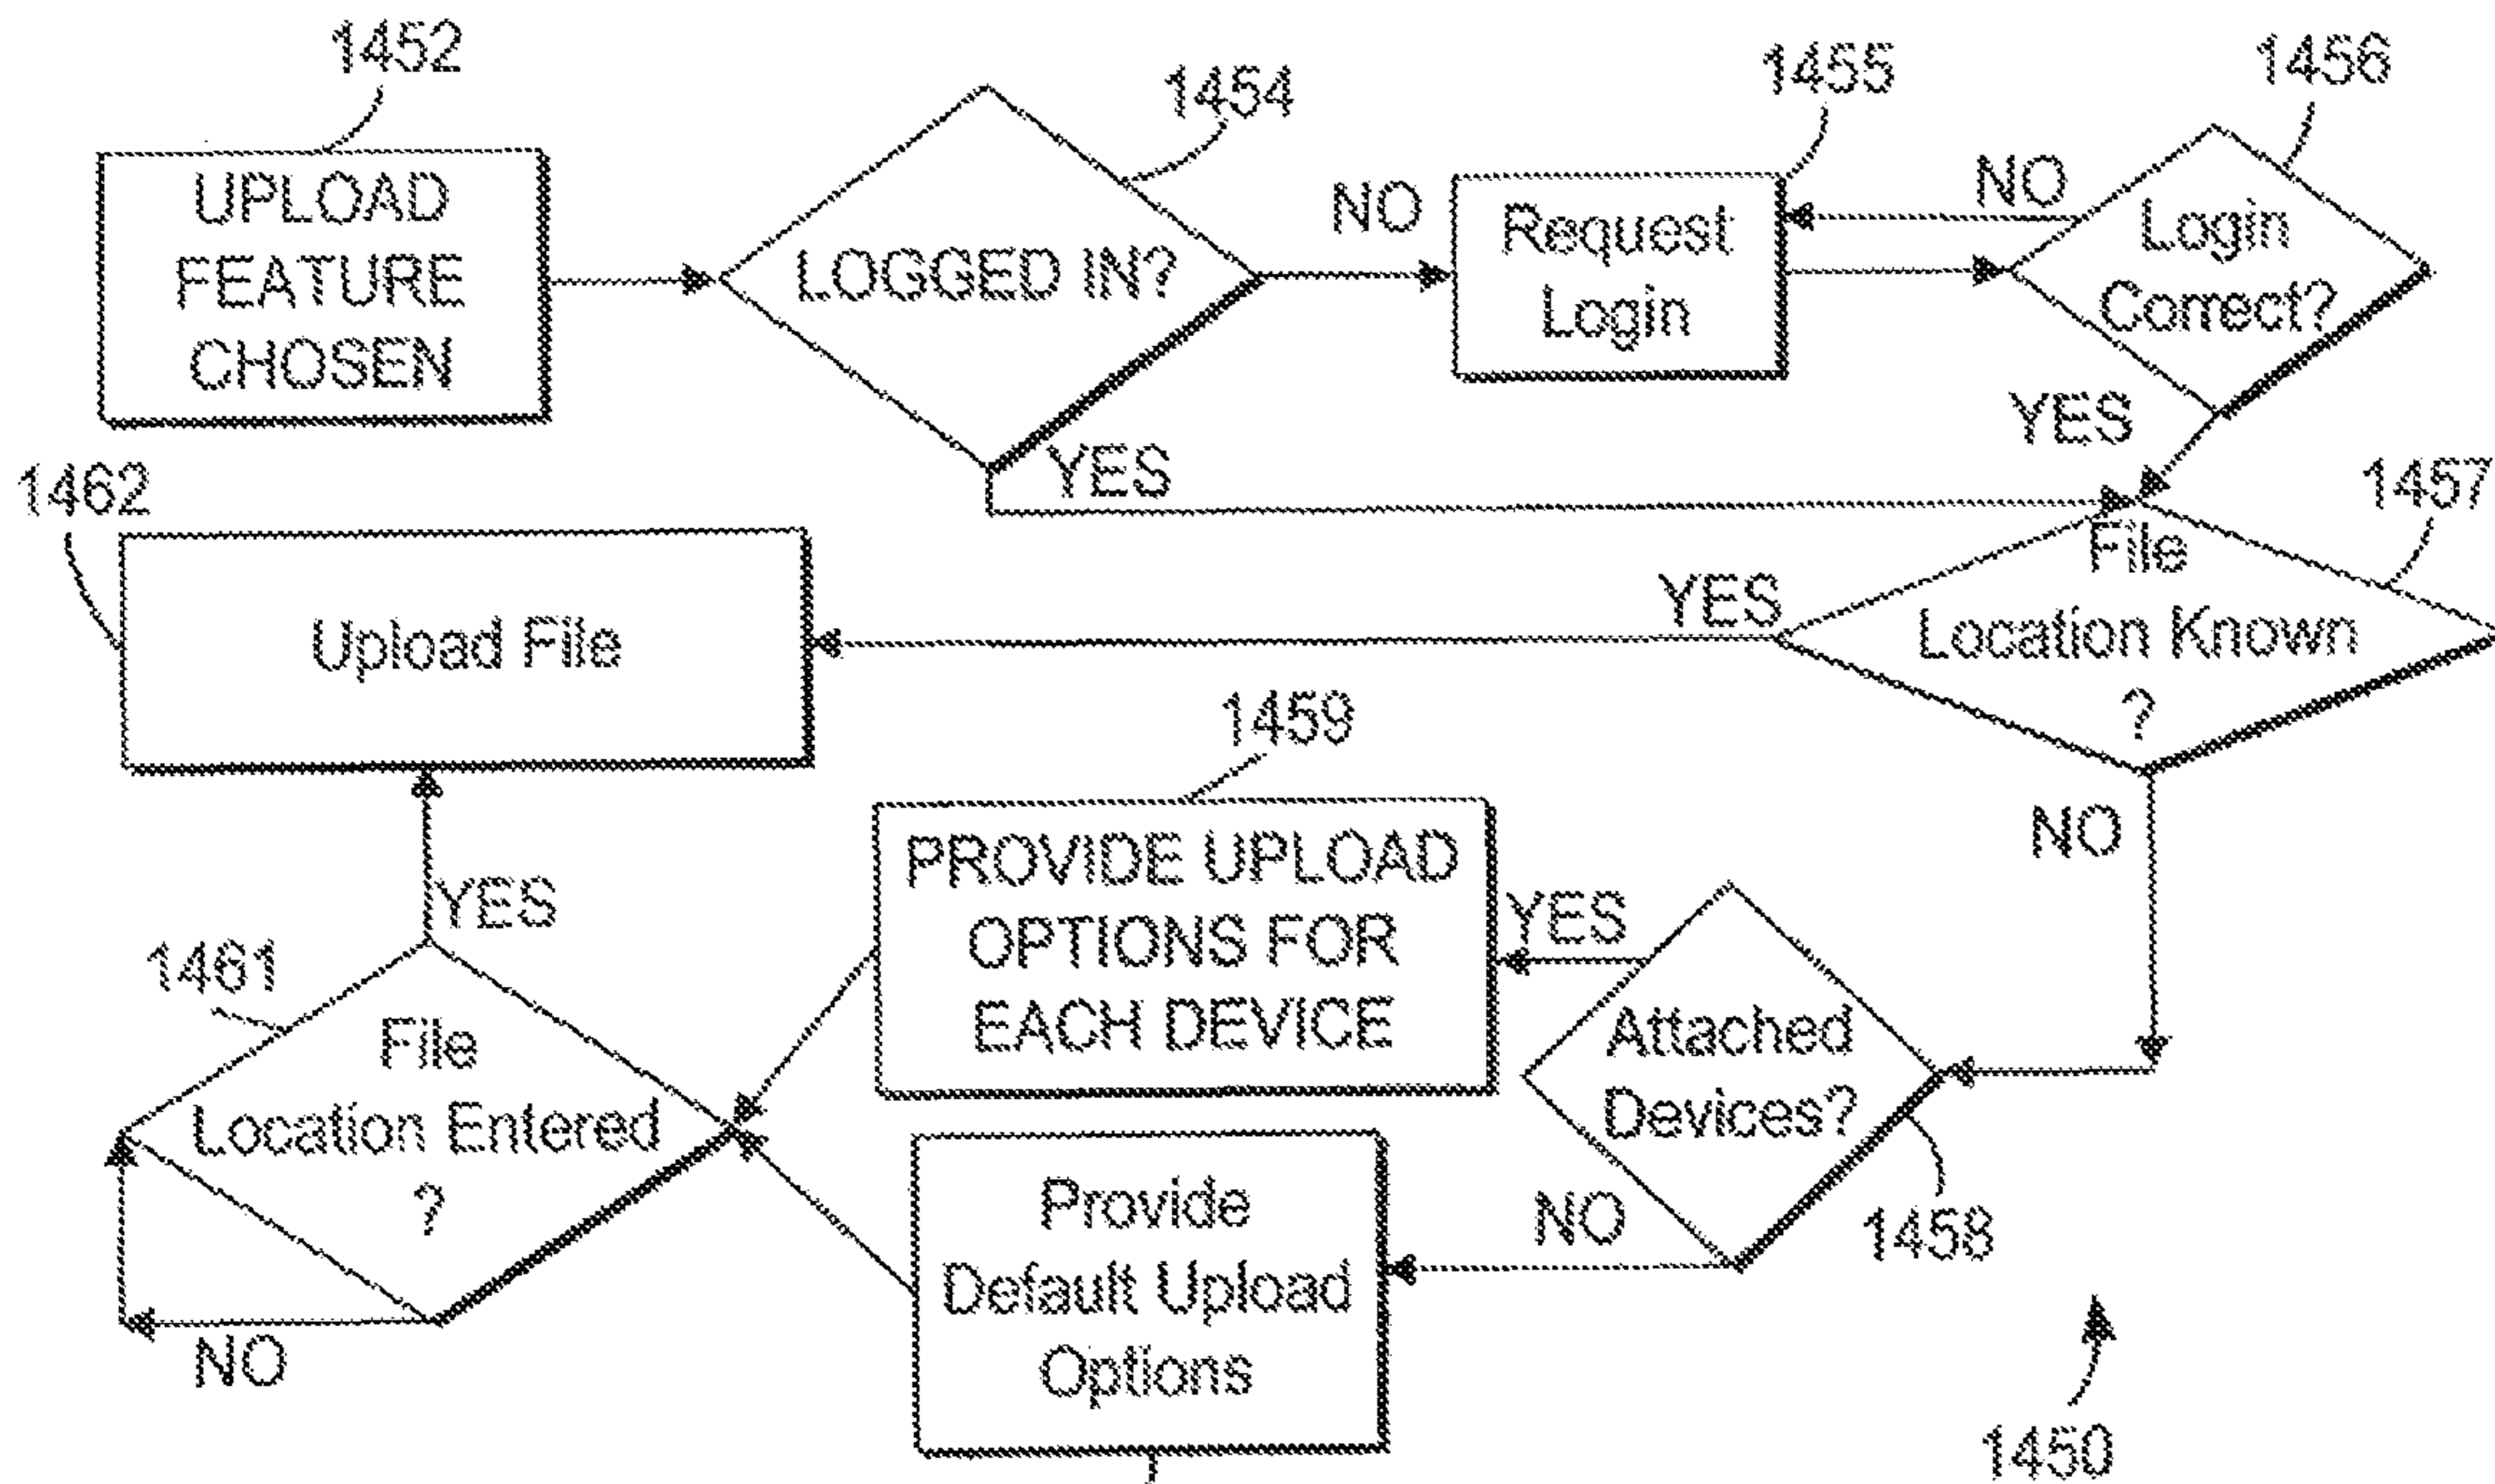 1452
1454
1455
1456
UPLOAD
FEATURE
CHOSEN
LOGGED IN?
NO
Request
Login
NO
Login
Correct?
YES
YES
1462
1457
Upload File
YES
File
Location Known
?
NO
1459
PROVIDE UPLOAD
OPTIONS FOR
EACH DEVICE
YES
Attached
Devices?
1458
NO
YES
1461
File
Location Entered
?
NO
Provide
Default Upload
Options
1450